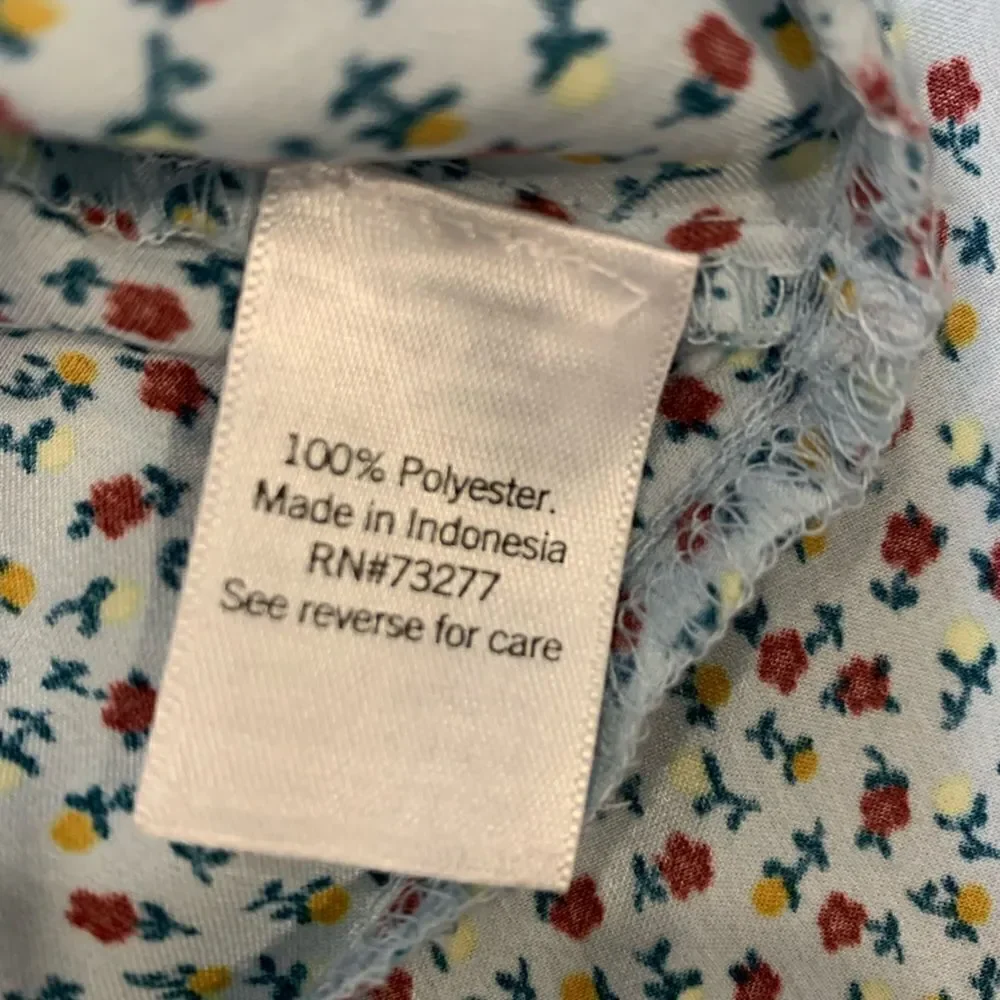 100% Polyester.
Made in Indonesia
RN#73277
See reverse for care